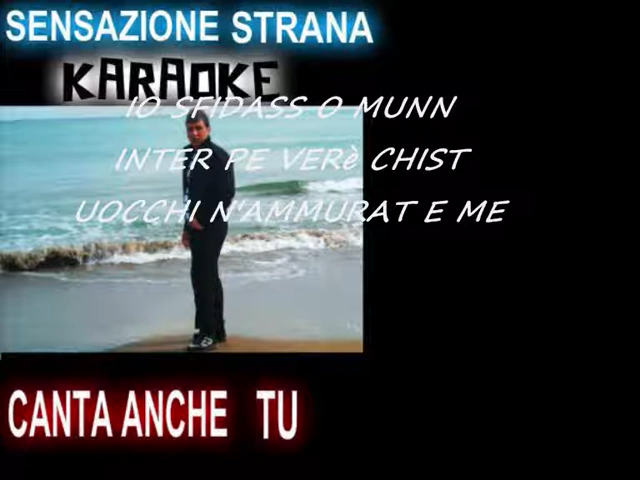 SENSAZIONE STRANA
KARAOKE
IO SFIDASS O MUNN
INTER PE VERè CHIST
UOCCHI N'AMMURAT E ME
CANTA ANCHE TU